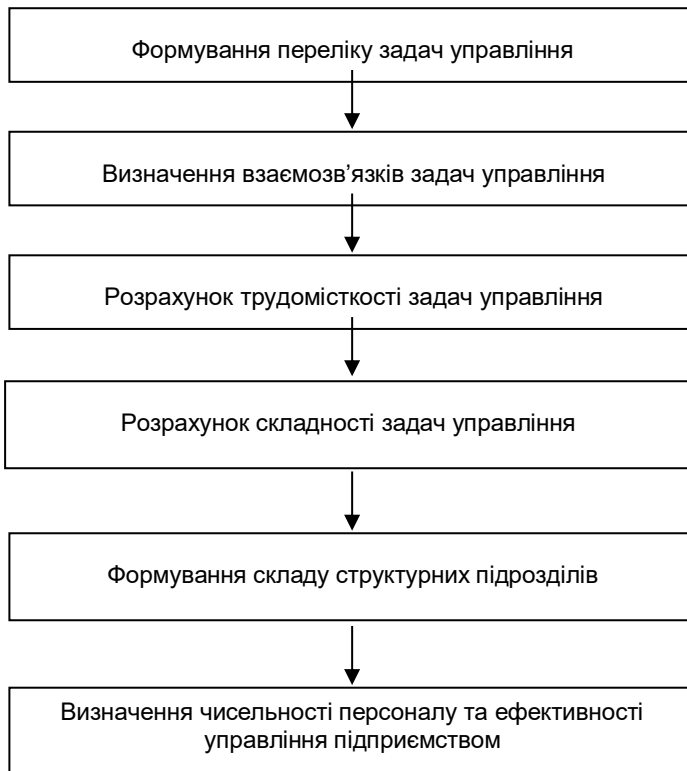 Формування переліку задач управління
Визначення взаємозв’язків задач управління
Розрахунок трудомісткості задач управління
Розрахунок складності задач управління
Формування складу структурних підрозділів
Визначення чисельності персоналу та ефективності
управління підприємством